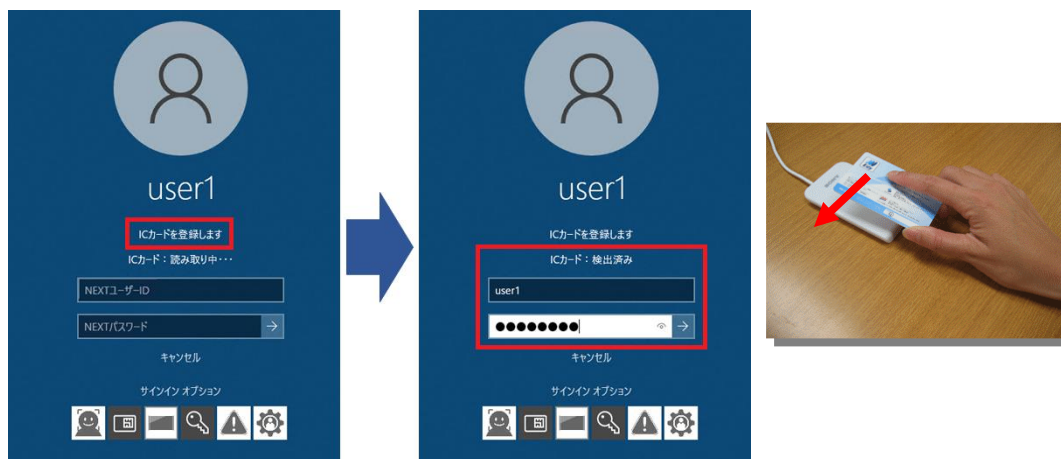 user1
ICカードを登録します
ICカード：読み取り中・・・
NEXTユーザーID
NEXTパスワード
キャンセル
サインイン オプション
user1
ICカードを登録します
ICカード：検出済み
user1
●●●●●●●●
キャンセル
サインイン オプション